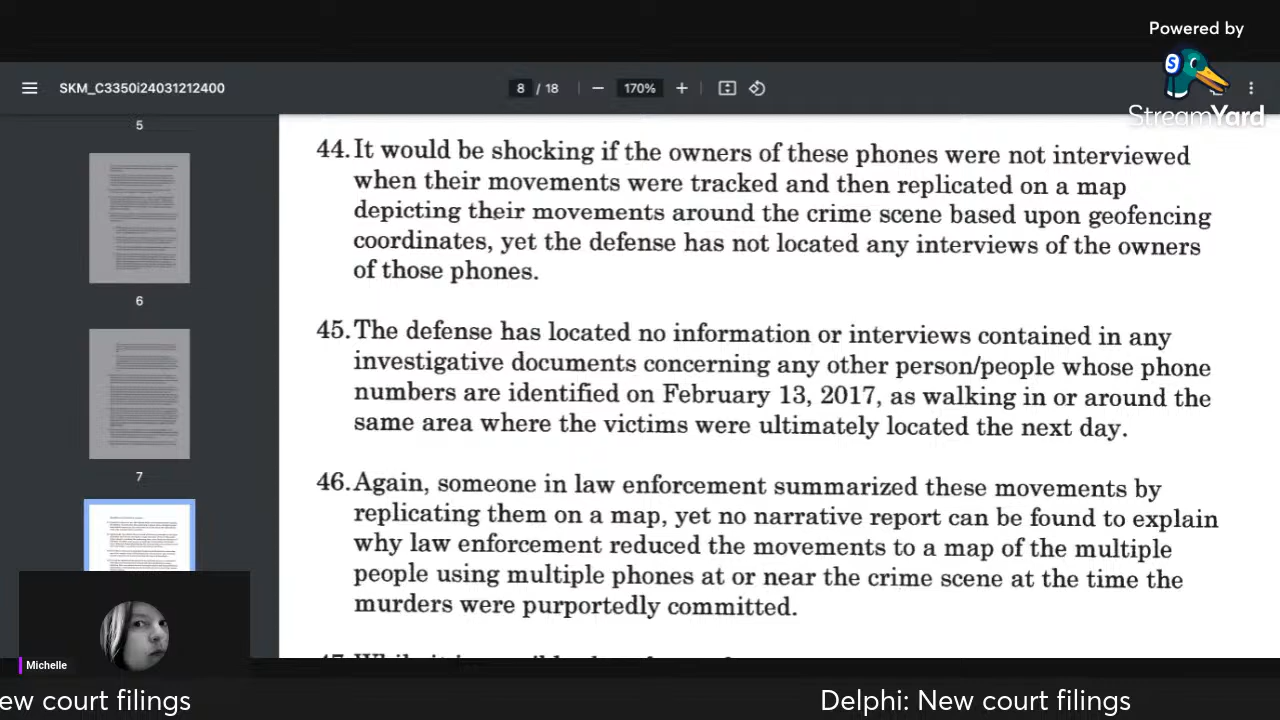 Powered by
StreamYard
SKM_C3350i24031212400
8 / 18
170%
5
6
7
44. It would be shocking if the owners of these phones were not interviewed
when their movements were tracked and then replicated on a map
depicting their movements around the crime scene based upon geofencing
coordinates, yet the defense has not located any interviews of the owners
of those phones.
45. The defense has located no information or interviews contained in any
investigative documents concerning any other person/people whose phone
numbers are identified on February 13, 2017, as walking in or around the
same area where the victims were ultimately located the next day.
46. Again, someone in law enforcement summarized these movements by
replicating them on a map, yet no narrative report can be found to explain
why law enforcement reduced the movements to a map of the multiple
people using multiple phones at or near the crime scene at the time the
murders were purportedly committed.
Michelle
ew court filings
Delphi: New court filings